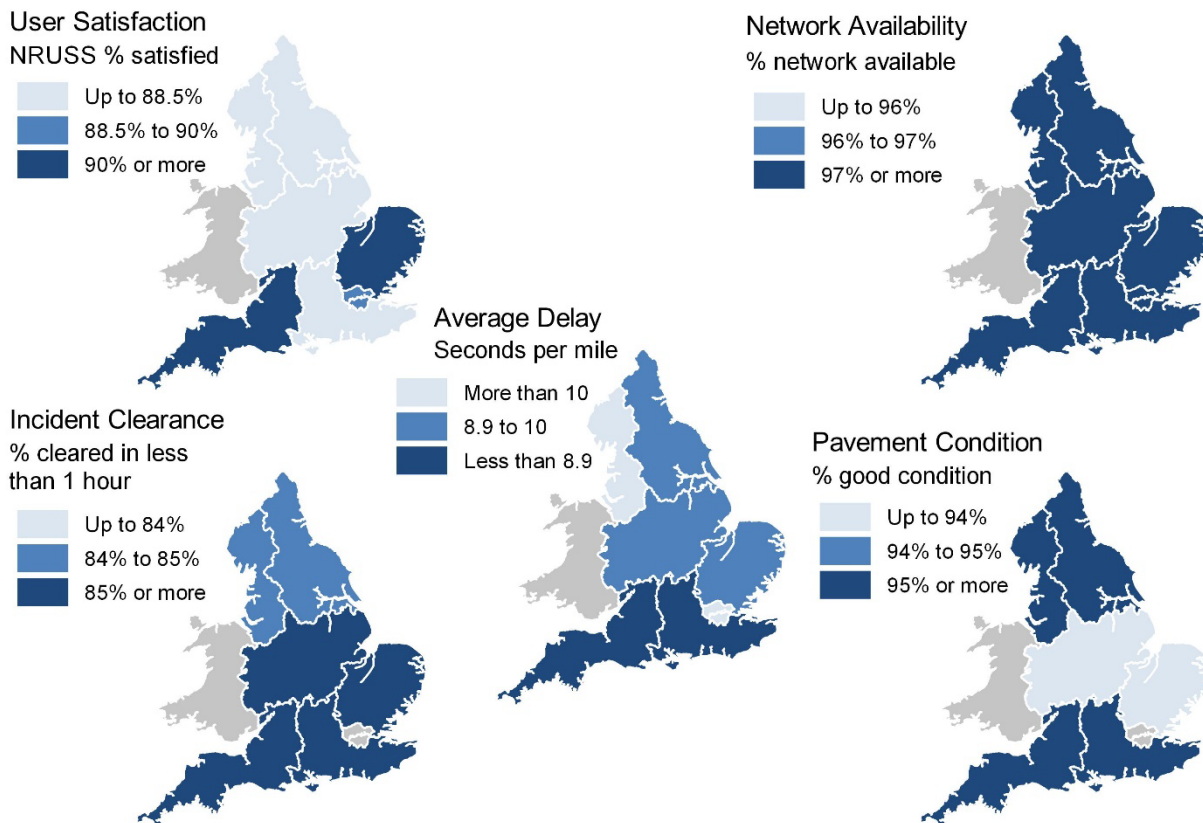 User Satisfaction
NRUSS % satisfied
Up to 88.5%
88.5% to 90%
90% or more
Network Availability
% network available
Up to 96%
96% to 97%
97% or more
Average Delay
Seconds per mile
More than 10
8.9 to 10
Less than 8.9
Incident Clearance
% cleared in less
than 1 hour
Up to 84%
84% to 85%
85% or more
Pavement Condition
% good condition
Up to 94%
94% to 95%
95% or more